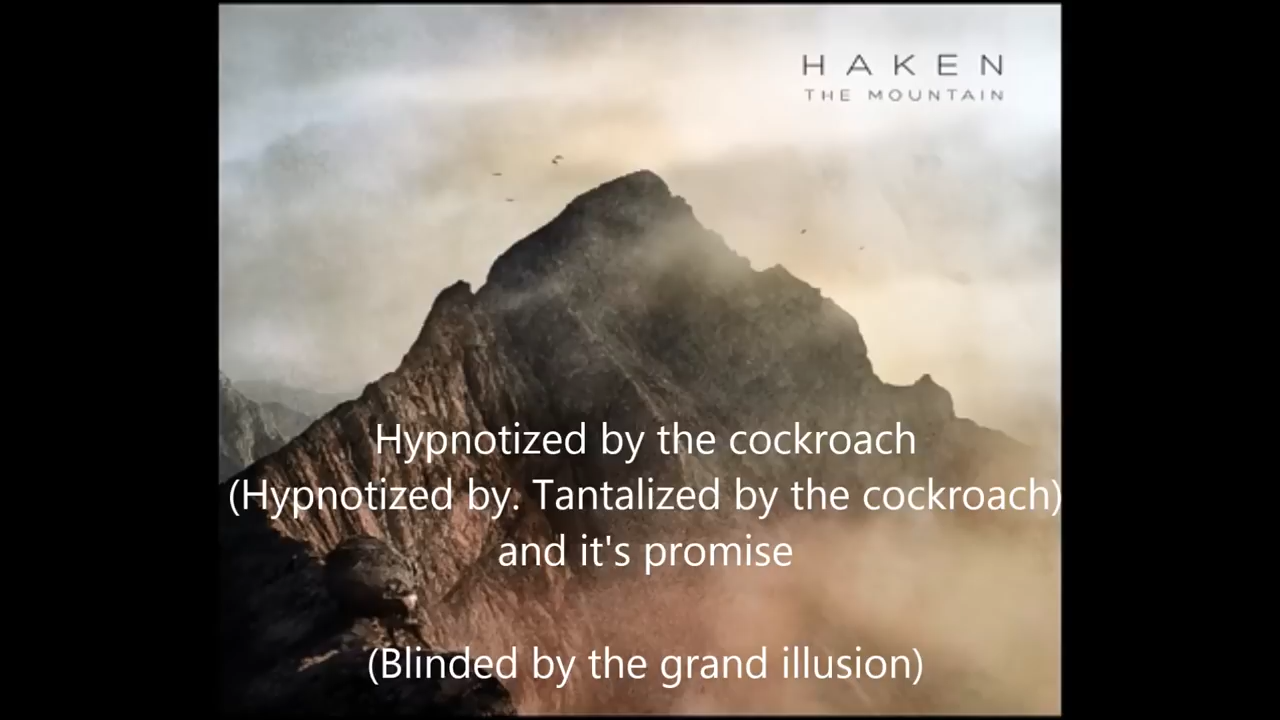 HAKEN
THE MOUNTAIN
Hypnotized by the cockroach
(Hypnotized by. Tantalized by the cockroach)
and it's promise
(Blinded by the grand illusion)